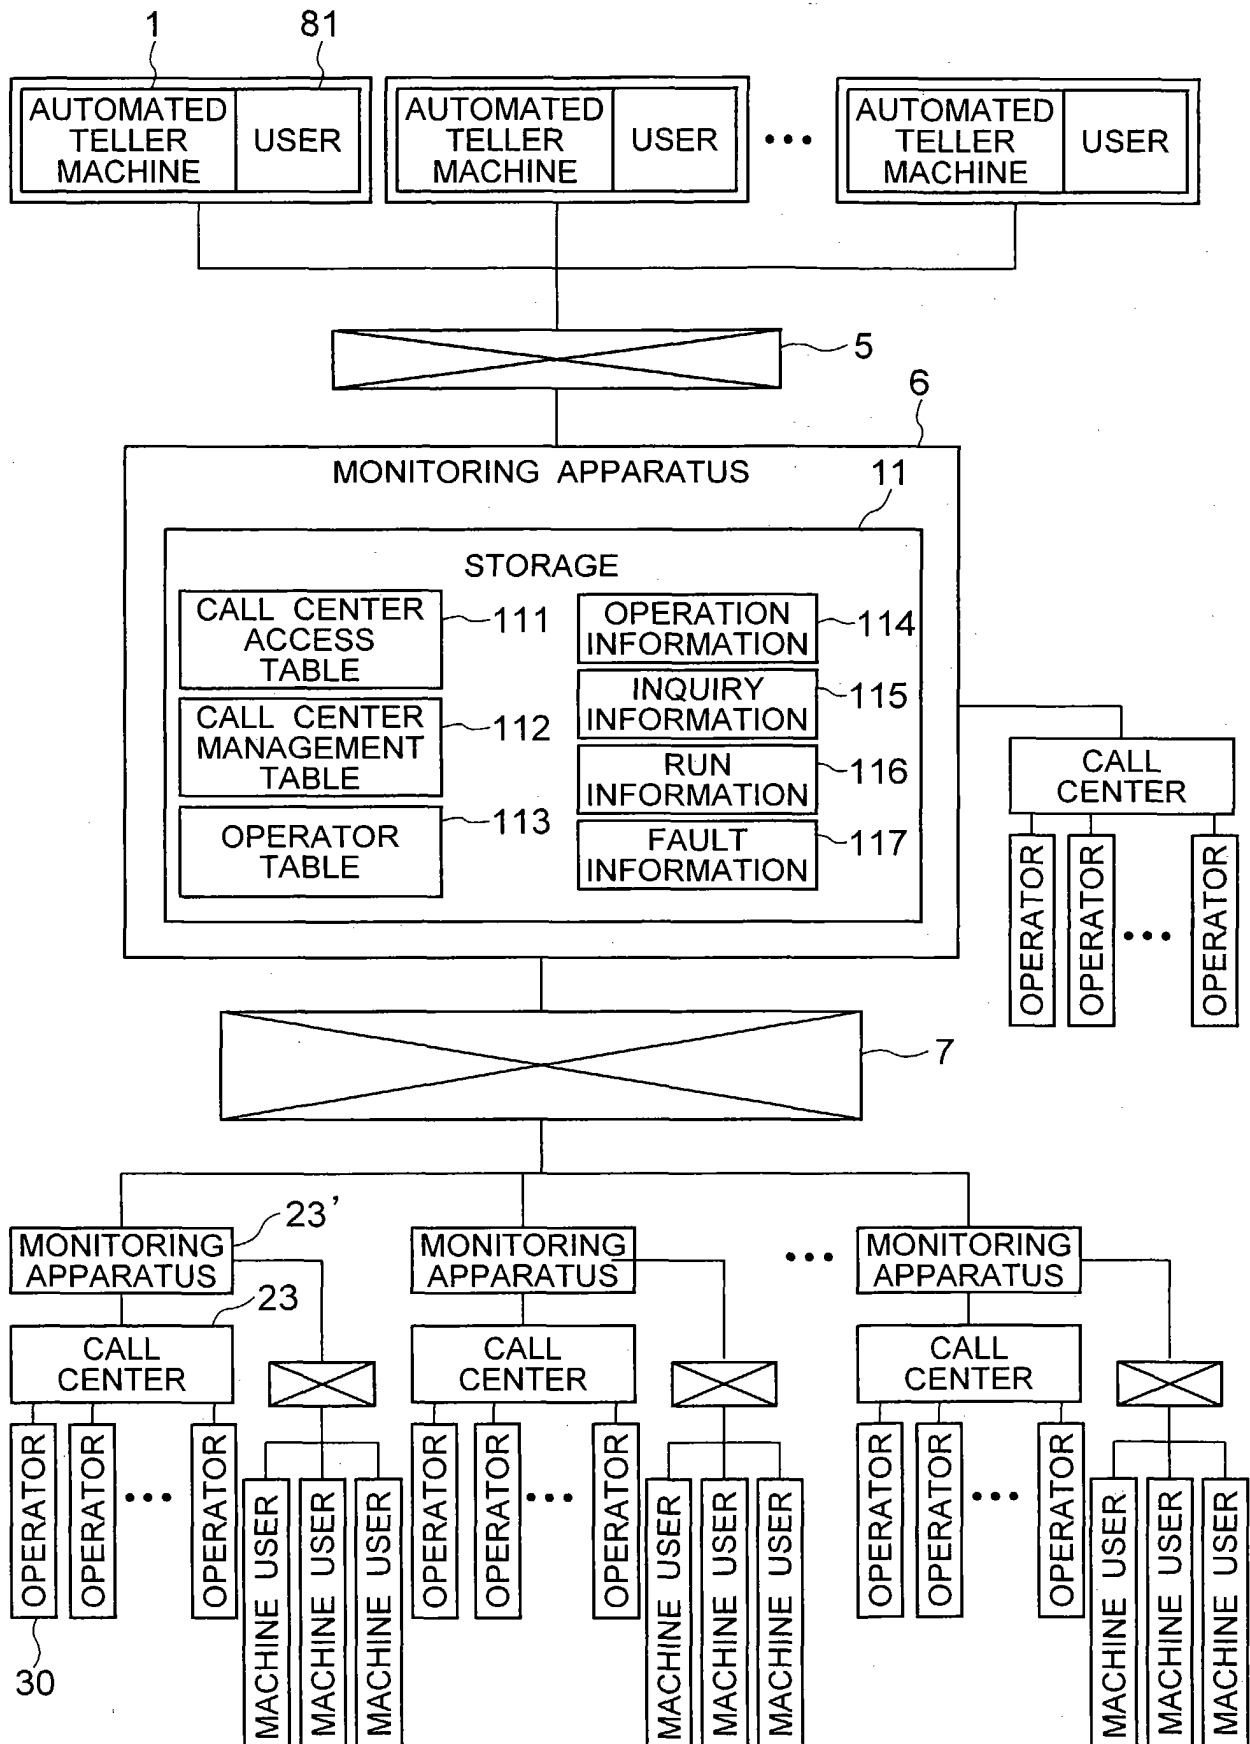 1
81
AUTOMATED
TELLER
MACHINE
USER
AUTOMATED
TELLER
MACHINE
USER
AUTOMATED
TELLER
MACHINE
USER
5
6
MONITORING APPARATUS
11
STORAGE
CALL CENTER
ACCESS
TABLE
111
OPERATION
INFORMATION
114
CALL CENTER
MANAGEMENT
TABLE
112
INQUIRY
INFORMATION
115
OPERATOR
TABLE
113
RUN
INFORMATION
116
FAULT
INFORMATION
117
CALL
CENTER
OPERATOR
OPERATOR
OPERATOR
7
MONITORING
APPARATUS
23'
MONITORING
APPARATUS
MONITORING
APPARATUS
CALL
CENTER
23
CALL
CENTER
CALL
CENTER
OPERATOR
OPERATOR
OPERATOR
MACHINE USER
MACHINE USER
MACHINE USER
OPERATOR
OPERATOR
OPERATOR
MACHINE USER
MACHINE USER
MACHINE USER
OPERATOR
OPERATOR
OPERATOR
MACHINE USER
MACHINE USER
MACHINE USER
30